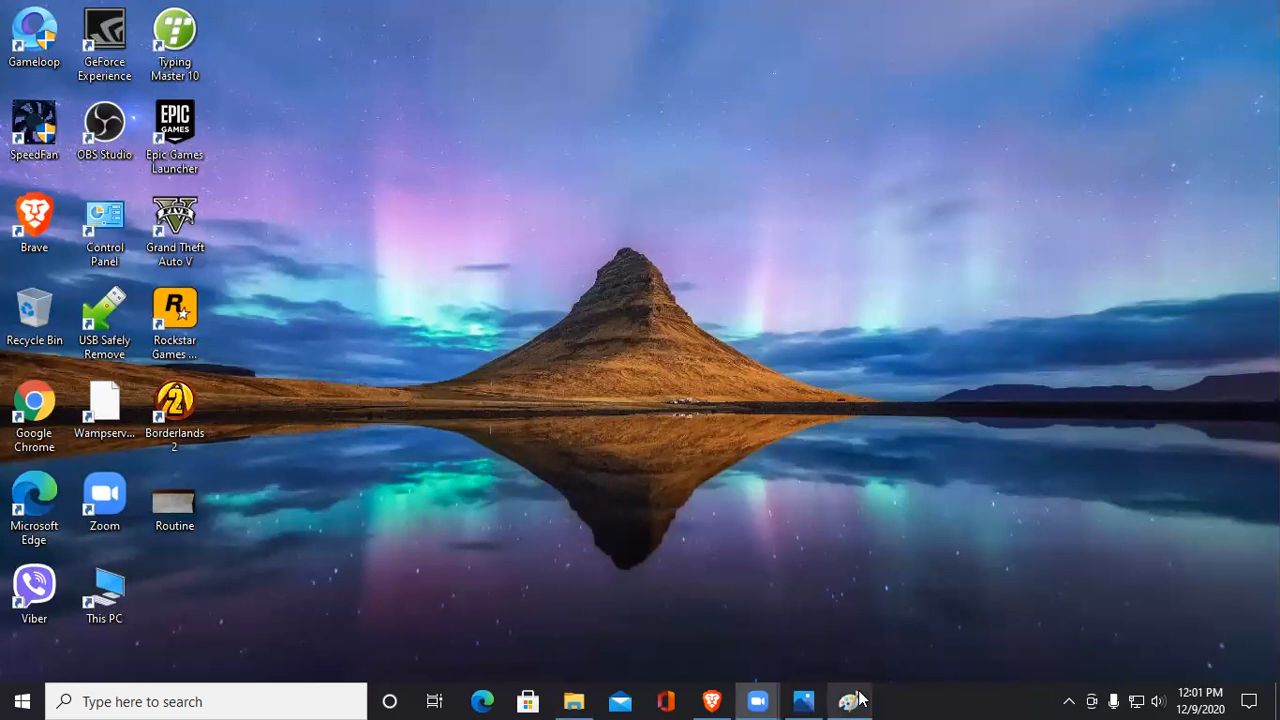 Gameloop
GeForce
Experience
Typing
Master 10
SpeedFan
OBS Studio
EPIC
GAMES
Epic Games
Launcher
Brave
Control
Panel
V
FIVE
Grand Theft
Auto V
Recycle Bin
USB Safely
Remove
R
Rockstar
Games ...
Google
Chrome
Wampserv...
2
Borderlands
2
Microsoft
Edge
Zoom
Routine
Viber
This PC
Type here to search
12:01 PM
12/9/2020